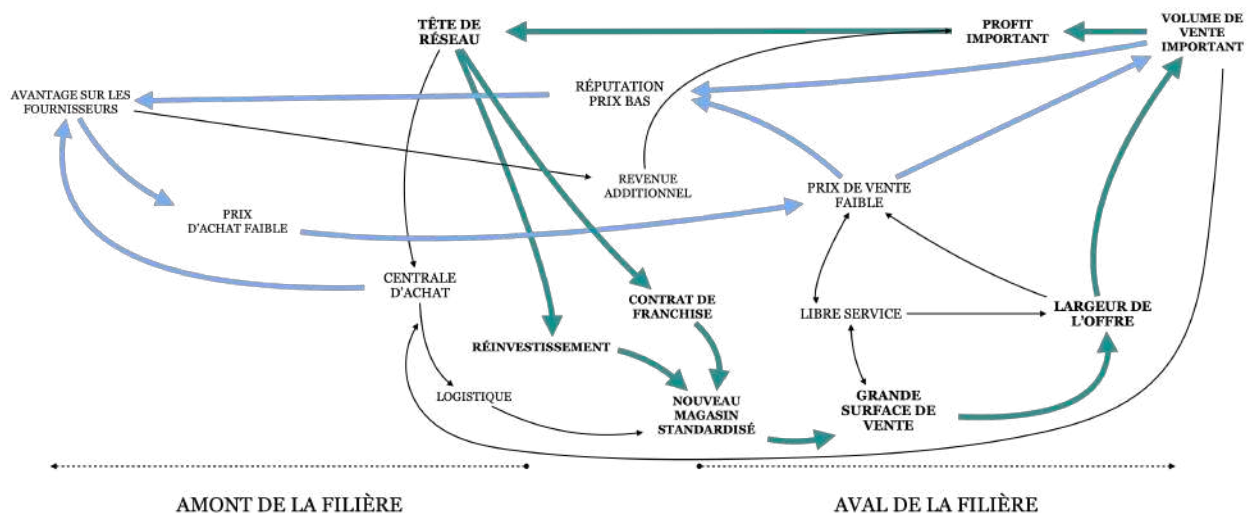 TÊTE DE
RÉSEAU
PROFIT
IMPORTANT
VOLUME DE
VENTE
IMPORTANT
AVANTAGE SUR LES
FOURNISSEURS
RÉPUTATION
PRIX BAS
REVENUE
ADDITIONNEL
PRIX DE VENTE
FAIBLE
PRIX
D'ACHAT FAIBLE
CENTRALE
D'ACHAT
CONTRAT DE
FRANCHISE
LIBRE SERVICE
LARGEUR DE
L'OFFRE
RÉINVESTISSEMENT
LOGISTIQUE
NOUVEAU
MAGASIN
STANDARDISÉ
GRANDE
SURFACE DE
VENTE
AMONT DE LA FILIÈRE
AVAL DE LA FILIÈRE